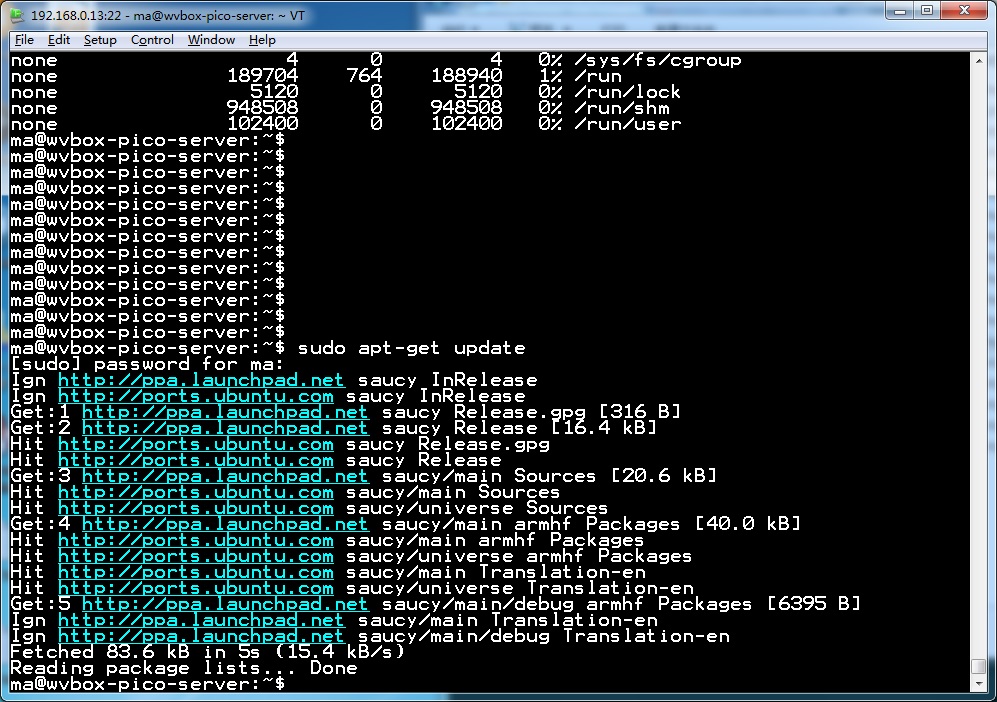 192.168.0.13:22 - ma@wvbox-pico-server: ~ VT
File Edit Setup Control Window Help
none 4 0 4 0% /sys/fs/cgroup
none 189704 764 188940 1% /run
none 5120 0 5120 0% /run/lock
none 948508 0 948508 0% /run/shm
none 102400 0 102400 0% /run/user
ma@wvbox-pico-server:~$
ma@wvbox-pico-server:~$
ma@wvbox-pico-server:~$
ma@wvbox-pico-server:~$
ma@wvbox-pico-server:~$
ma@wvbox-pico-server:~$
ma@wvbox-pico-server:~$
ma@wvbox-pico-server:~$
ma@wvbox-pico-server:~$
ma@wvbox-pico-server:~$
ma@wvbox-pico-server:~$
ma@wvbox-pico-server:~$
ma@wvbox-pico-server:~$
ma@wvbox-pico-server:~$ sudo apt-get update
[sudo] password for ma:
Ign http://ppa.launchpad.net saucy InRelease
Ign http://ports.ubuntu.com saucy InRelease
Get:1 http://ppa.launchpad.net saucy Release.gpg [316 B]
Get:2 http://ppa.launchpad.net saucy Release [16.4 kB]
Hit http://ports.ubuntu.com saucy Release.gpg
Hit http://ports.ubuntu.com saucy Release
Get:3 http://ppa.launchpad.net saucy/main Sources [20.6 kB]
Hit http://ports.ubuntu.com saucy/main Sources
Hit http://ports.ubuntu.com saucy/universe Sources
Get:4 http://ppa.launchpad.net saucy/main armhf Packages [40.0 kB]
Hit http://ports.ubuntu.com saucy/main armhf Packages
Hit http://ports.ubuntu.com saucy/universe armhf Packages
Hit http://ports.ubuntu.com saucy/main Translation-en
Hit http://ports.ubuntu.com saucy/universe Translation-en
Get:5 http://ppa.launchpad.net saucy/main/debug armhf Packages [6395 B]
Ign http://ppa.launchpad.net saucy/main Translation-en
Ign http://ppa.launchpad.net saucy/main/debug Translation-en
Fetched 83.6 kB in 5s (15.4 kB/s)
Reading package lists... Done
ma@wvbox-pico-server:~$